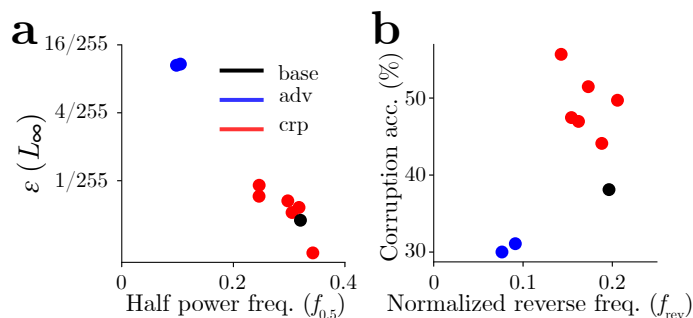 a
16/255
4/255
1/255
ε (L∞)
base
adv
crp
0
0.2
0.4
Half power freq. (f0.5)
b
50
40
30
Corruption acc. (%)
0
0.1
0.2
Normalized reverse freq. (frev)